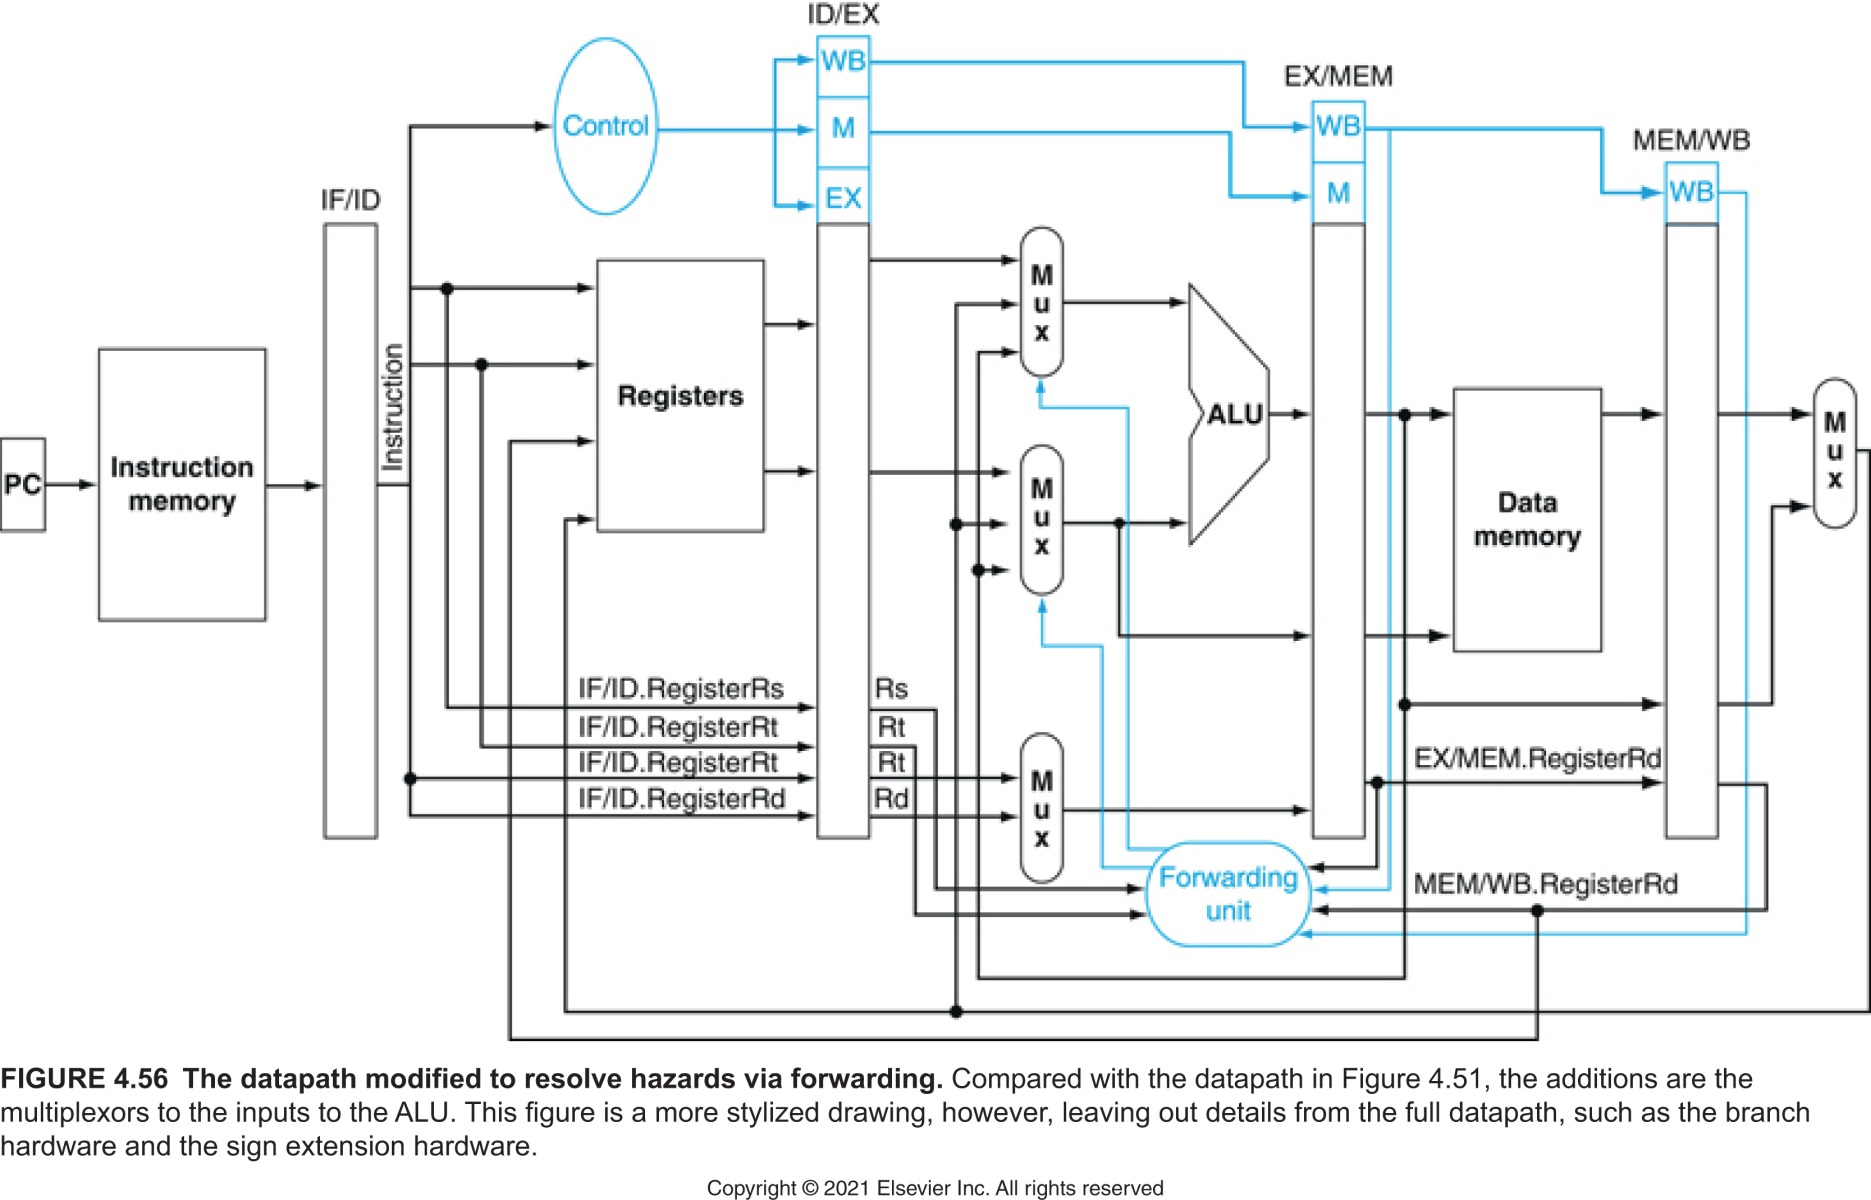 ID/EX
WB
EX/MEM
Control
M
WB
MEM/WB
IF/ID
EX
M
WB
M
u
x
Instruction
Registers
ALU
M
u
x
PC
Instruction
memory
M
u
x
Data
memory
IF/ID.RegisterRs
Rs
IF/ID.RegisterRt
Rt
IF/ID.RegisterRt
Rt
IF/ID.RegisterRd
Rd
M
u
x
EX/MEM.RegisterRd
Forwarding
unit
MEM/WB.RegisterRd
FIGURE 4.56 The datapath modified to resolve hazards via forwarding. Compared with the datapath in Figure 4.51, the additions are the
multiplexors to the inputs to the ALU. This figure is a more stylized drawing, however, leaving out details from the full datapath, such as the branch
hardware and the sign extension hardware.
Copyright © 2021 Elsevier Inc. All rights reserved